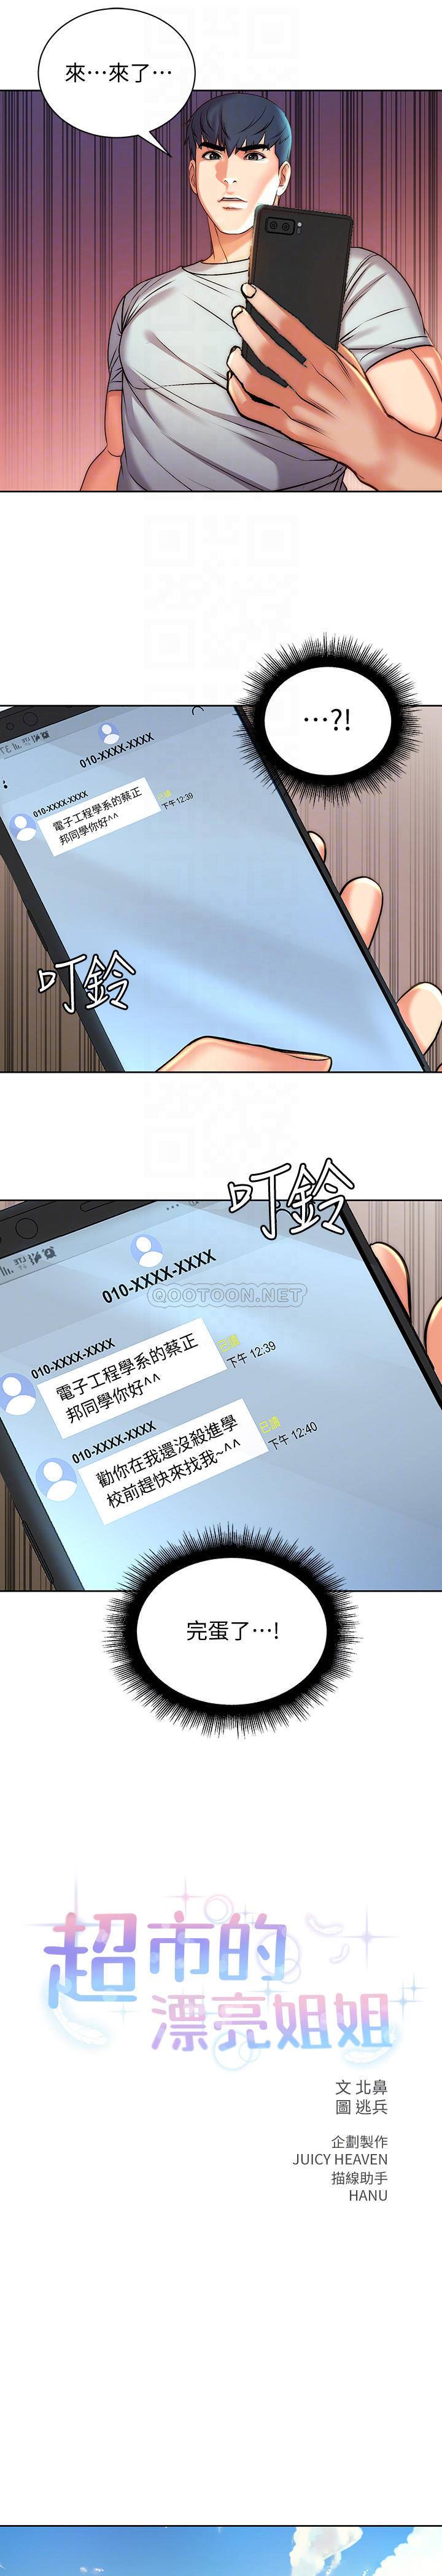 來⋯來了⋯
⋯?!
010-XXXX-XXXX
010-XXXX-XXXX
電子工程學系的蔡正
邦同學你好^^
下午 12:39
叮鈴
叮鈴
010-XXXX-XXXX
QOOTOON.NET
010-XXXX-XXXX
電子工程學系的蔡正
邦同學你好^^
已讀
下午 12:39
010-XXXX-XXXX
勸你在我還沒殺進學
校前趕快來找我~^^
已讀
下午 12:40
完蛋了⋯!
超市的
漂亮姐姐
文 北鼻
圖 逃兵
企劃製作
JUICY HEAVEN
描線助手
HANU